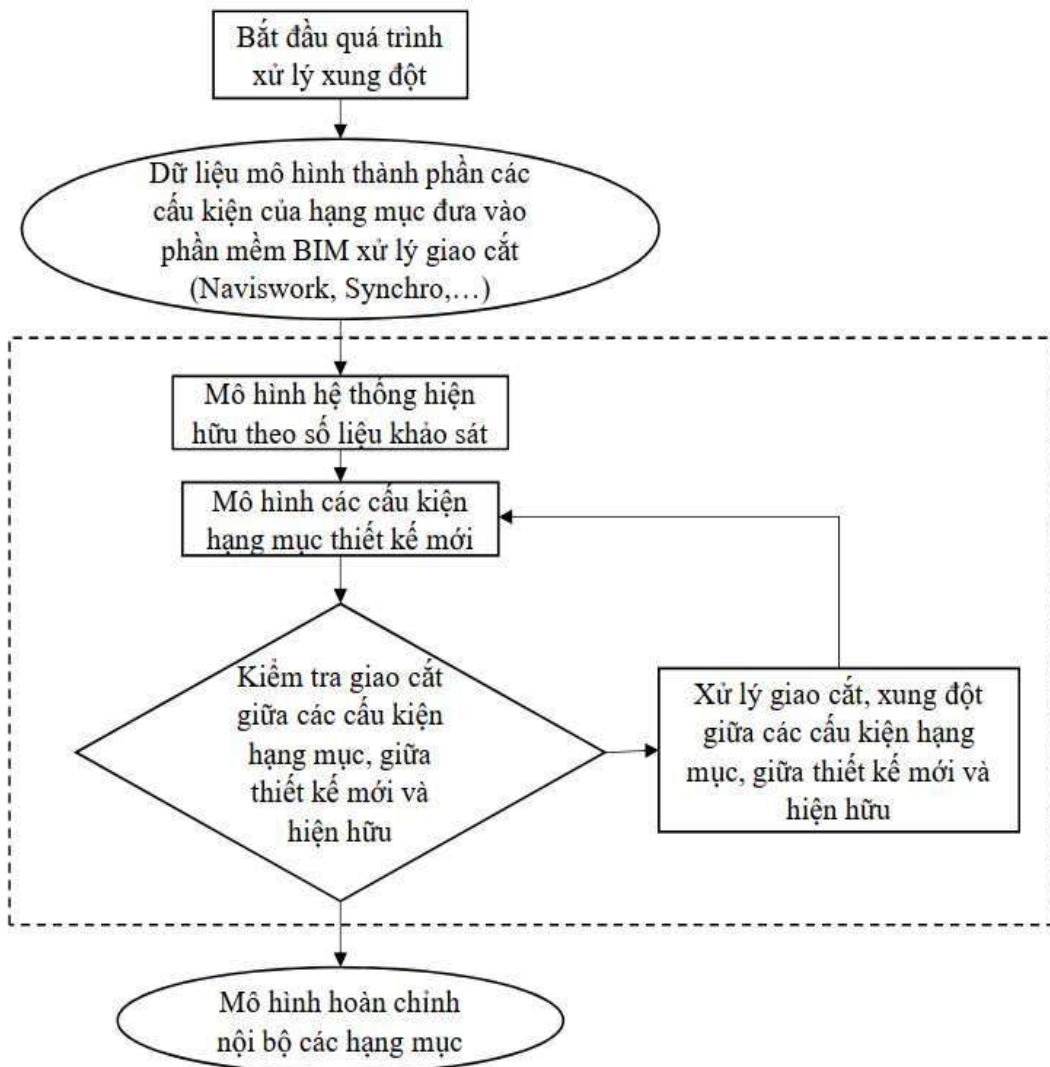 Bắt đầu quá trình
xử lý xung đột
Dữ liệu mô hình thành phần các
cấu kiện của hạng mục đưa vào
phần mềm BIM xử lý giao cắt
(Naviswork, Synchro,…)
Mô hình hệ thống hiện
hữu theo số liệu khảo sát
Mô hình các cấu kiện
hạng mục thiết kế mới
Kiểm tra giao cắt
giữa các cấu kiện
hạng mục, giữa
thiết kế mới và
hiện hữu
Xử lý giao cắt, xung đột
giữa các cấu kiện hạng
mục, giữa thiết kế mới và
hiện hữu
Mô hình hoàn chỉnh
nội bộ các hạng mục